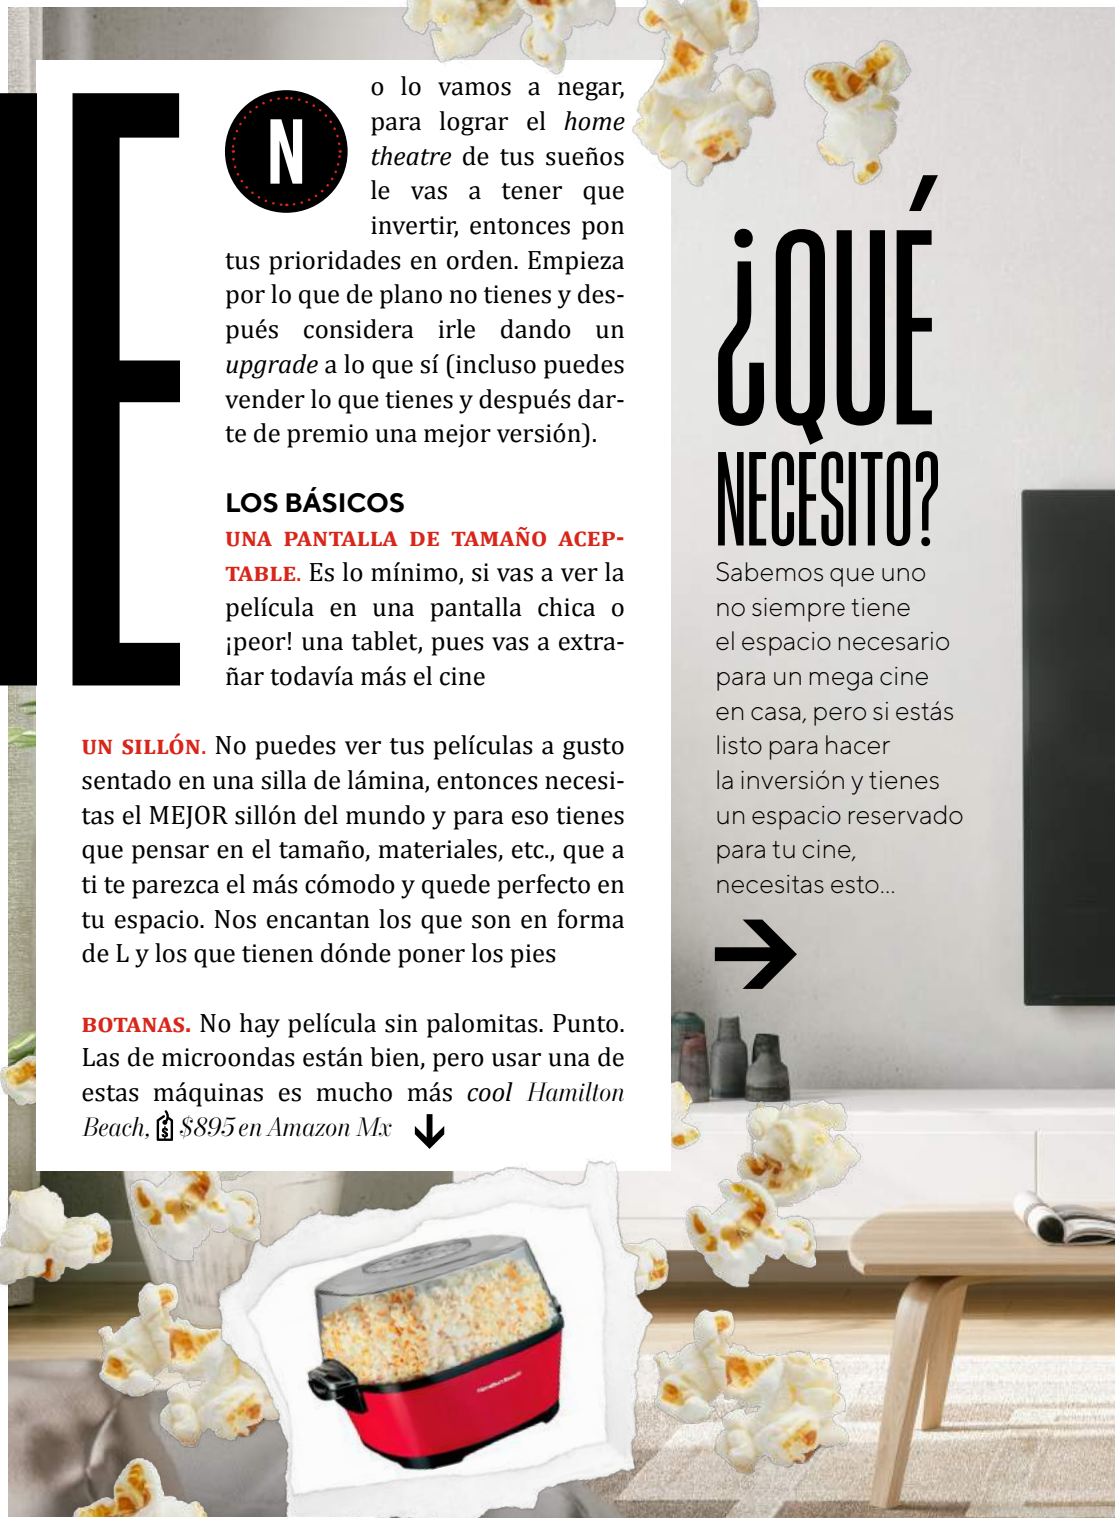 E
No lo vamos a negar,
para lograr el home
theatre de tus sueños
le vas a tener que
invertir, entonces pon
tus prioridades en orden. Empieza
por lo que de plano no tienes y des-
pués considera irle dando un
upgrade a lo que sí (incluso puedes
vender lo que tienes y después dar-
te de premio una mejor versión).
LOS BÁSICOS
UNA PANTALLA DE TAMAÑO ACEP-
TABLE. Es lo mínimo, si vas a ver la
película en una pantalla chica o
¡peor! una tablet, pues vas a extra-
ñar todavía más el cine
UN SILLÓN. No puedes ver tus películas a gusto
sentado en una silla de lámina, entonces necesi-
tas el MEJOR sillón del mundo y para eso tienes
que pensar en el tamaño, materiales, etc., que a
ti te parezca el más cómodo y quede perfecto en
tu espacio. Nos encantan los que son en forma
de L y los que tienen dónde poner los pies
BOTANAS. No hay película sin palomitas. Punto.
Las de microondas están bien, pero usar una de
estas máquinas es mucho más cool Hamilton
Beach, $ $895 en Amazon Mx
¿QUÉ
NECESITO?
Sabemos que uno
no siempre tiene
el espacio necesario
para un mega cine
en casa, pero si estás
listo para hacer
la inversión y tienes
un espacio reservado
para tu cine,
necesitas esto...
Hamilton Beach